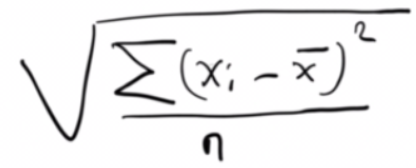 √(∑(xᵢ − x̄)² / n)